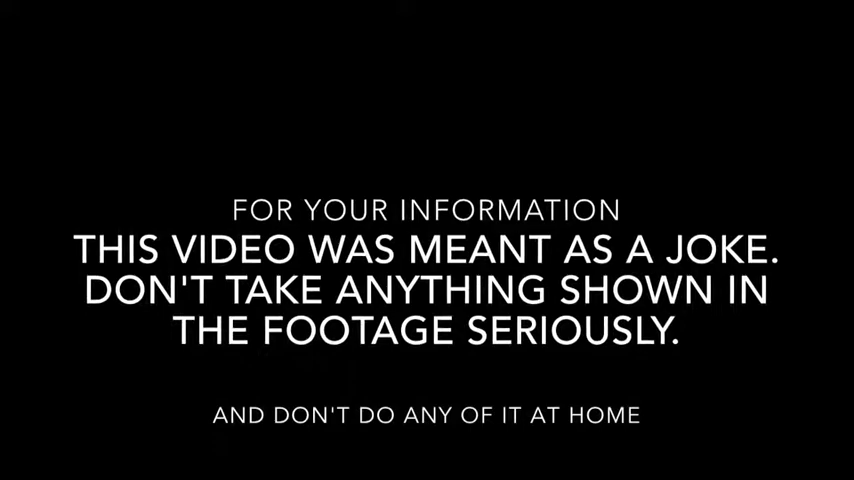 FOR YOUR INFORMATION
THIS VIDEO WAS MEANT AS A JOKE.
DON'T TAKE ANYTHING SHOWN IN
THE FOOTAGE SERIOUSLY.
AND DON'T DO ANY OF IT AT HOME